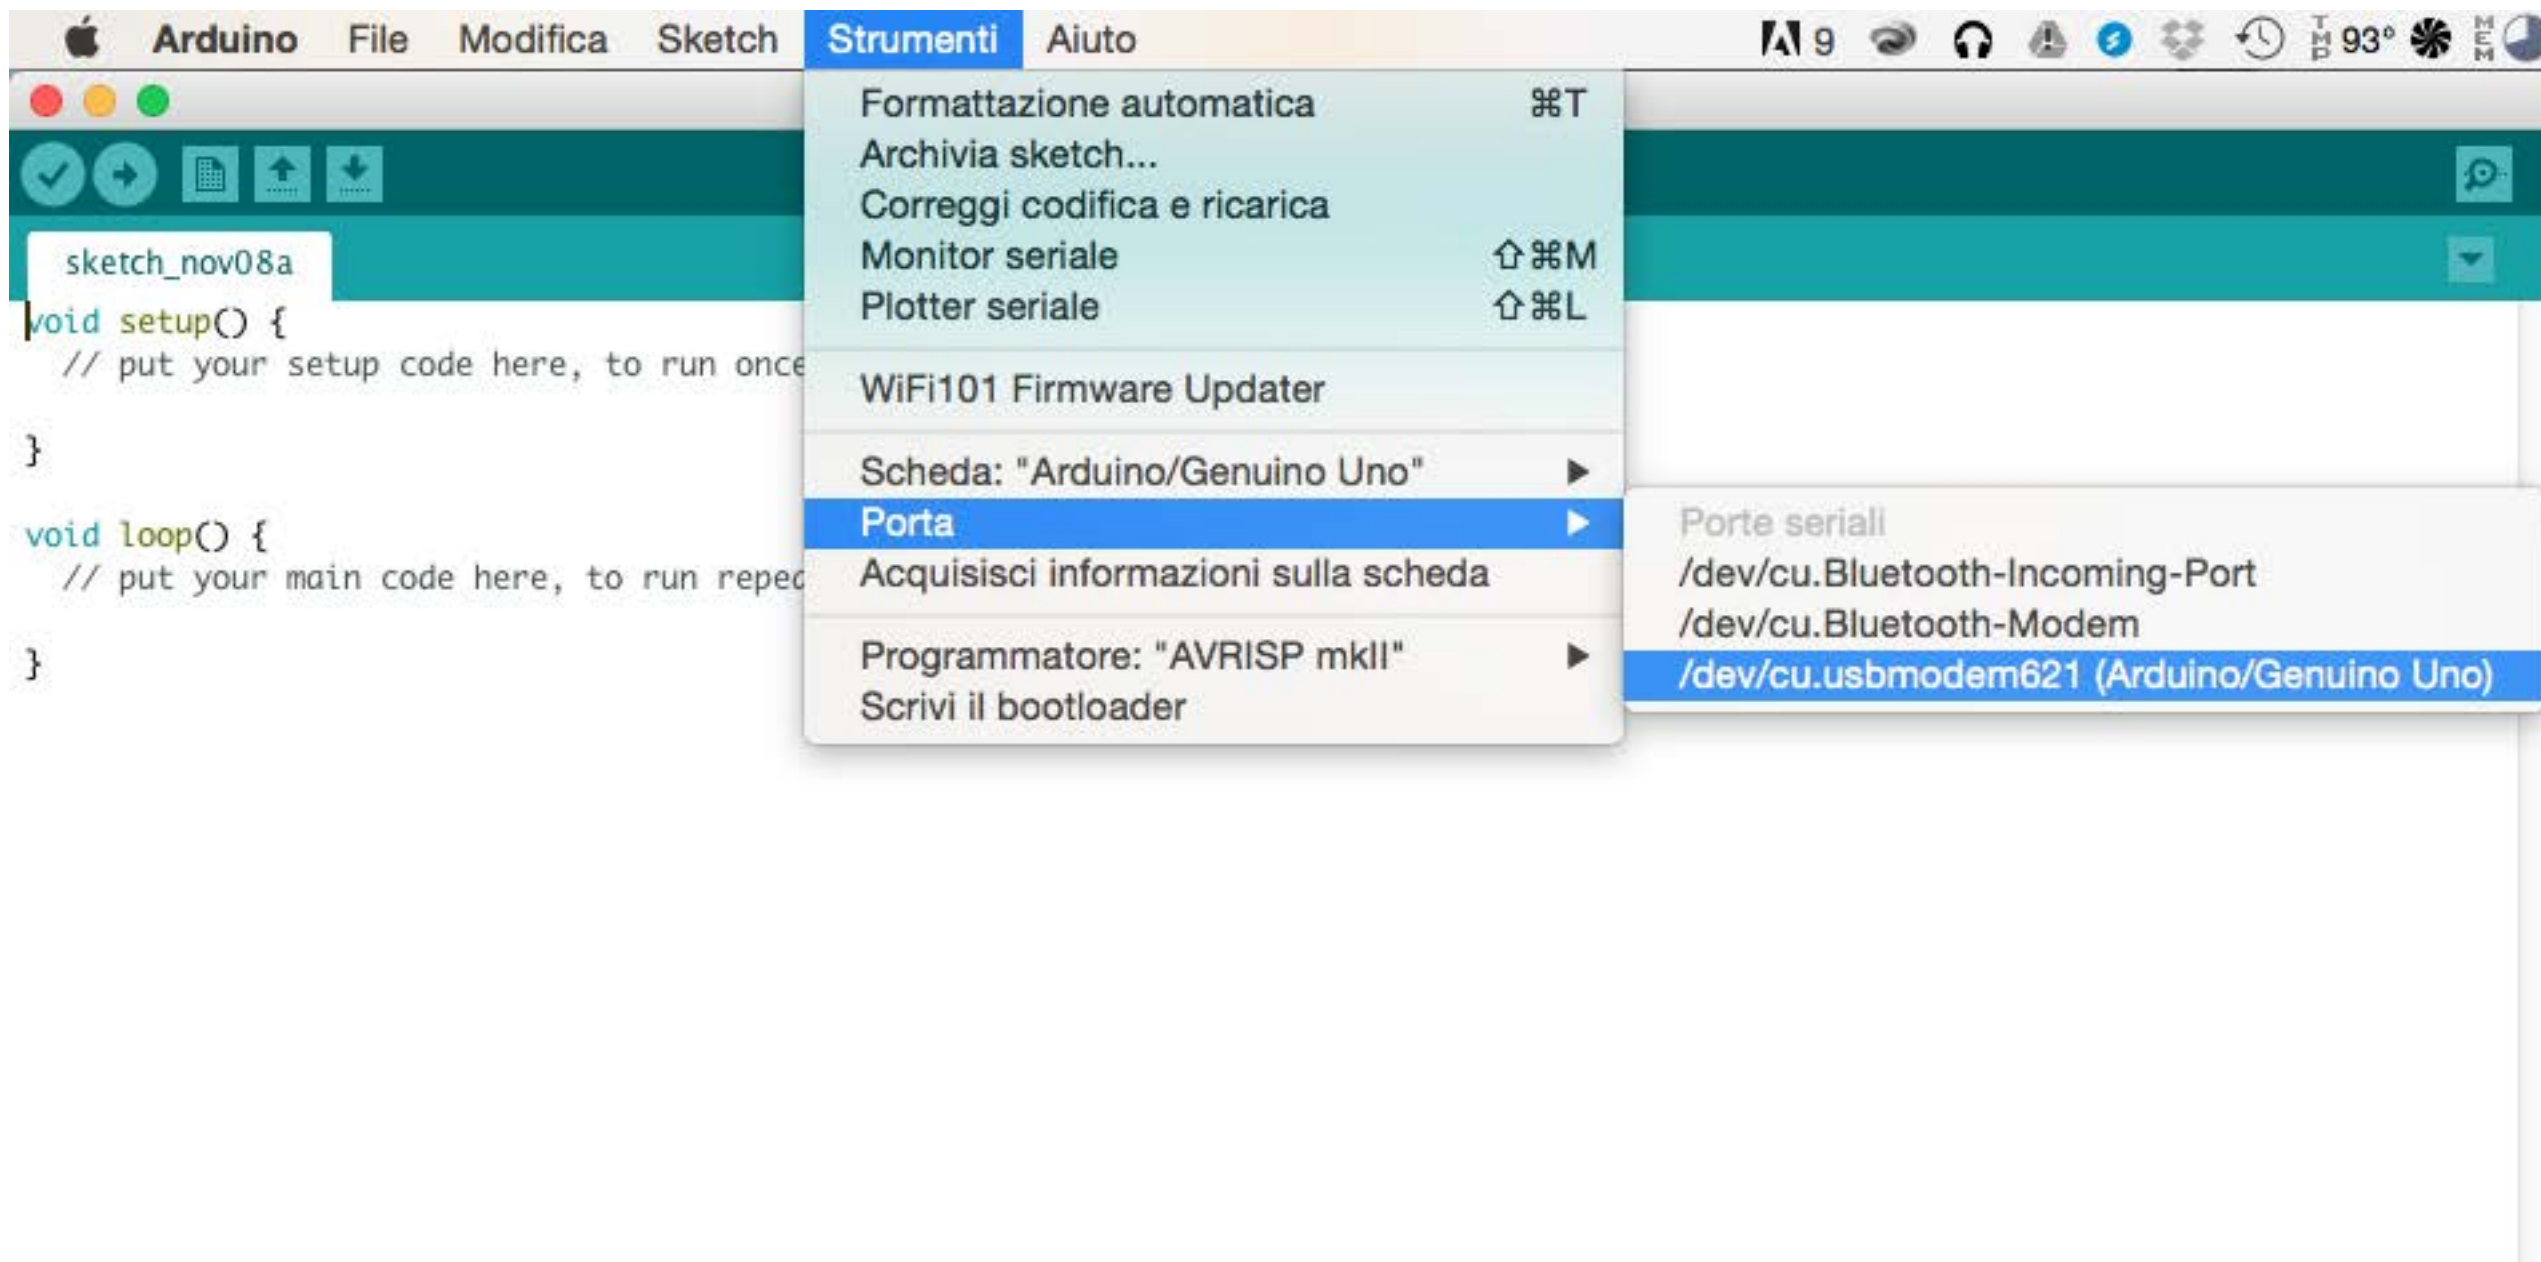 Arduino File Modifica Sketch Strumenti Aiuto 9 TMP 93° MEM
Formattazione automatica ⌘T
Archivia sketch...
Correggi codifica e ricarica
Monitor seriale ⇧⌘M
Plotter seriale ⇧⌘L
WiFi101 Firmware Updater
Scheda: "Arduino/Genuino Uno"
Porta
Acquisisci informazioni sulla scheda
Programmatore: "AVRISP mkII"
Scrivi il bootloader
Porte seriali
/dev/cu.Bluetooth-Incoming-Port
/dev/cu.Bluetooth-Modem
/dev/cu.usbmodem621 (Arduino/Genuino Uno)
sketch_nov08a
void setup() {
// put your setup code here, to run once
}
void loop() {
// put your main code here, to run repea
}